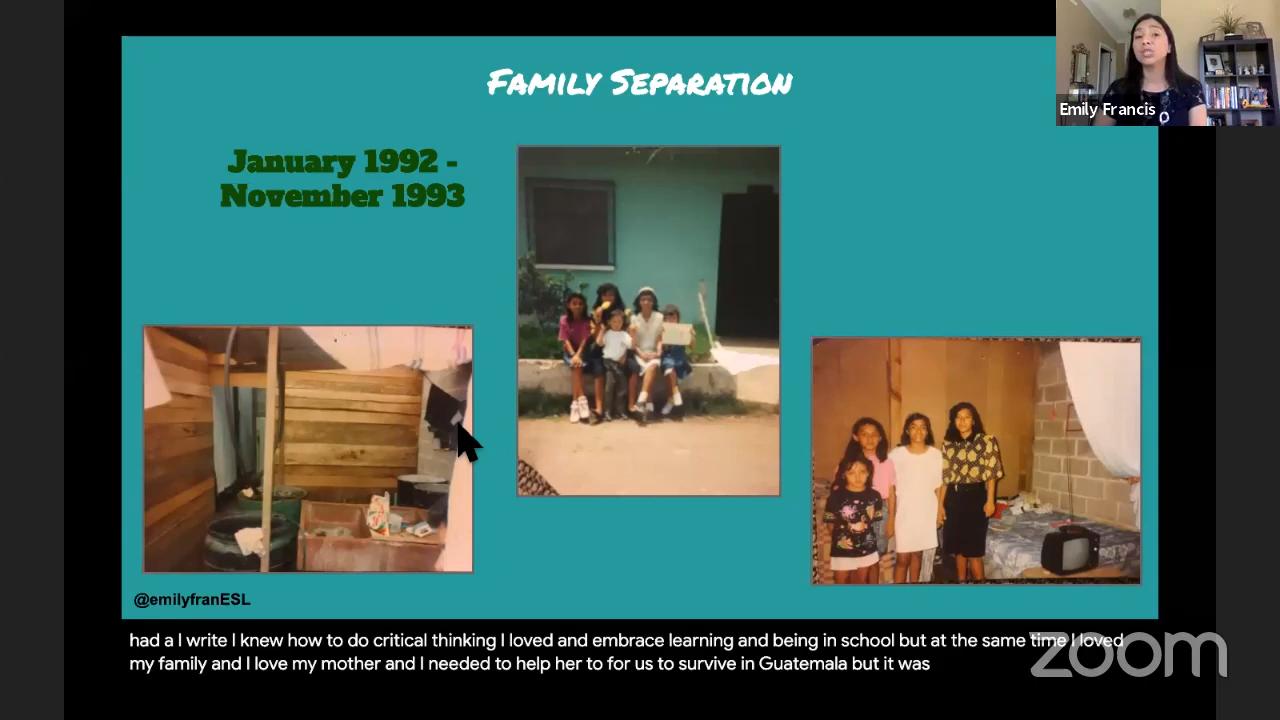 Family Separation
Emily Francis
January 1992 -
November 1993
@emilyfranESL
had a I write I knew how to do critical thinking I loved and embrace learning and being in school but at the same time I loved
my family and I love my mother and I needed to help her to for us to survive in Guatemala but it was
zoom